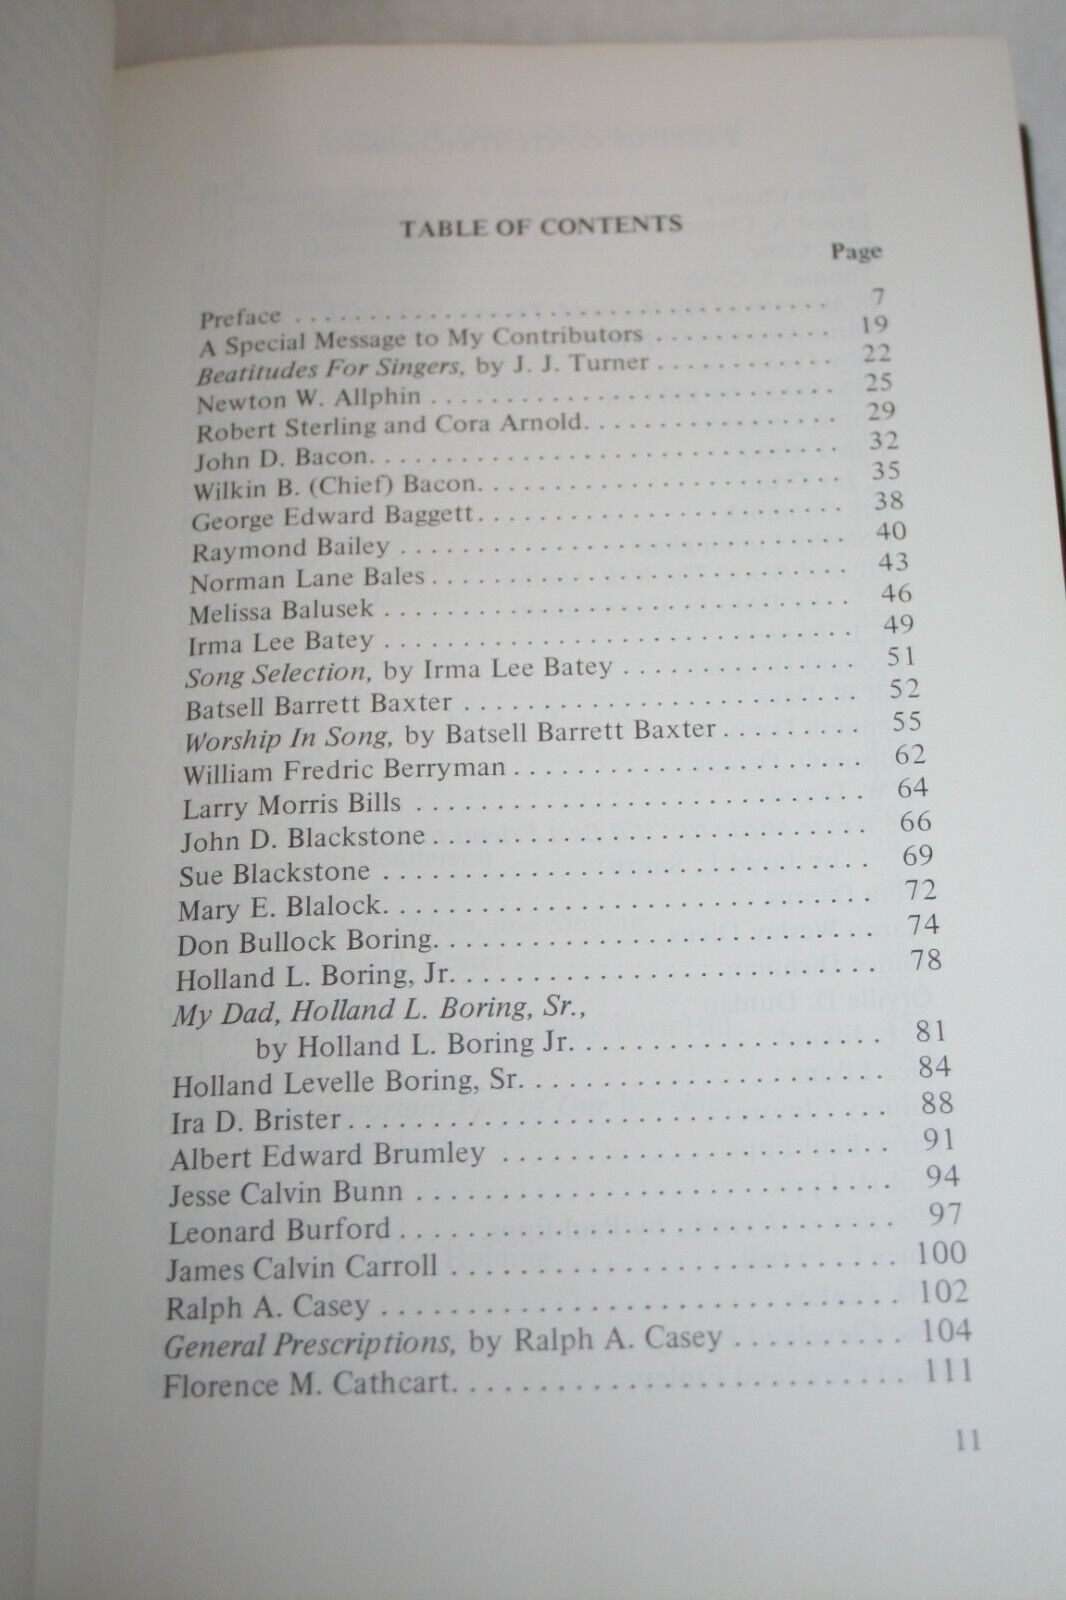 TABLE OF CONTENTS
Page
Preface . . . . . . . . . . . . . . . . . . . . . . . . . . . . . . . . . . . 7
A Special Message to My Contributors . . . . . . . . . . . . 19
Beatitudes For Singers, by J. J. Turner . . . . . . . . . . . . 22
Newton W. Allphin . . . . . . . . . . . . . . . . . . . . . . . . . . . 25
Robert Sterling and Cora Arnold. . . . . . . . . . . . . . . . . 29
John D. Bacon. . . . . . . . . . . . . . . . . . . . . . . . . . . . . . . 32
Wilkin B. (Chief) Bacon. . . . . . . . . . . . . . . . . . . . . . . . 35
George Edward Baggett. . . . . . . . . . . . . . . . . . . . . . . . 38
Raymond Bailey . . . . . . . . . . . . . . . . . . . . . . . . . . . . . 40
Norman Lane Bales . . . . . . . . . . . . . . . . . . . . . . . . . . . 43
Melissa Balusek . . . . . . . . . . . . . . . . . . . . . . . . . . . . . . 46
Irma Lee Batey . . . . . . . . . . . . . . . . . . . . . . . . . . . . . . 49
Song Selection, by Irma Lee Batey . . . . . . . . . . . . . . . 51
Batsell Barrett Baxter . . . . . . . . . . . . . . . . . . . . . . . . . 52
Worship In Song, by Batsell Barrett Baxter . . . . . . . . . 55
William Fredric Berryman . . . . . . . . . . . . . . . . . . . . . . 62
Larry Morris Bills . . . . . . . . . . . . . . . . . . . . . . . . . . . . 64
John D. Blackstone . . . . . . . . . . . . . . . . . . . . . . . . . . . 66
Sue Blackstone . . . . . . . . . . . . . . . . . . . . . . . . . . . . . . 69
Mary E. Blalock. . . . . . . . . . . . . . . . . . . . . . . . . . . . . . 72
Don Bullock Boring. . . . . . . . . . . . . . . . . . . . . . . . . . . 74
Holland L. Boring, Jr. . . . . . . . . . . . . . . . . . . . . . . . . . 78
My Dad, Holland L. Boring, Sr.,
by Holland L. Boring Jr. . . . . . . . . . . . . . . . . . . . 81
Holland Levelle Boring, Sr. . . . . . . . . . . . . . . . . . . . . . 84
Ira D. Brister . . . . . . . . . . . . . . . . . . . . . . . . . . . . . . . 88
Albert Edward Brumley . . . . . . . . . . . . . . . . . . . . . . . 91
Jesse Calvin Bunn . . . . . . . . . . . . . . . . . . . . . . . . . . . . 94
Leonard Burford . . . . . . . . . . . . . . . . . . . . . . . . . . . . . 97
James Calvin Carroll . . . . . . . . . . . . . . . . . . . . . . . . . . 100
Ralph A. Casey . . . . . . . . . . . . . . . . . . . . . . . . . . . . . . 102
General Prescriptions, by Ralph A. Casey . . . . . . . . . . 104
Florence M. Cathcart. . . . . . . . . . . . . . . . . . . . . . . . . . 111
11